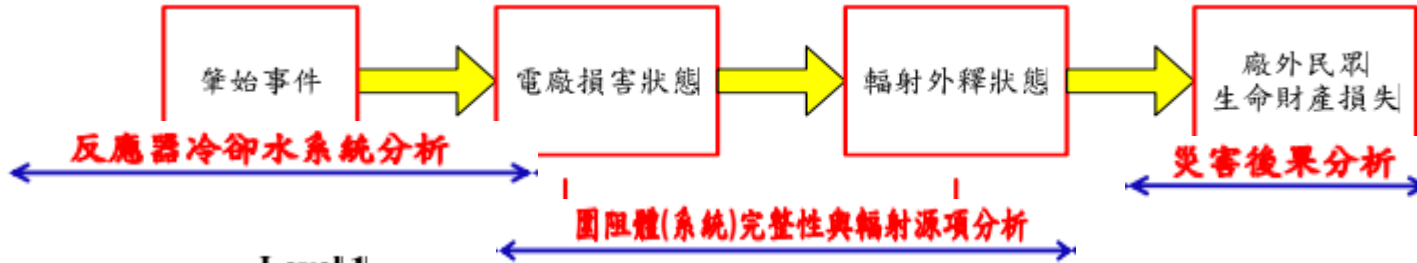 肇始事件
電廠損害狀態
輻射外釋狀態
廠外民眾
生命財產損失
反應器冷卻水系統分析
災害後果分析
圍阻體(系統)完整性與輻射源項分析